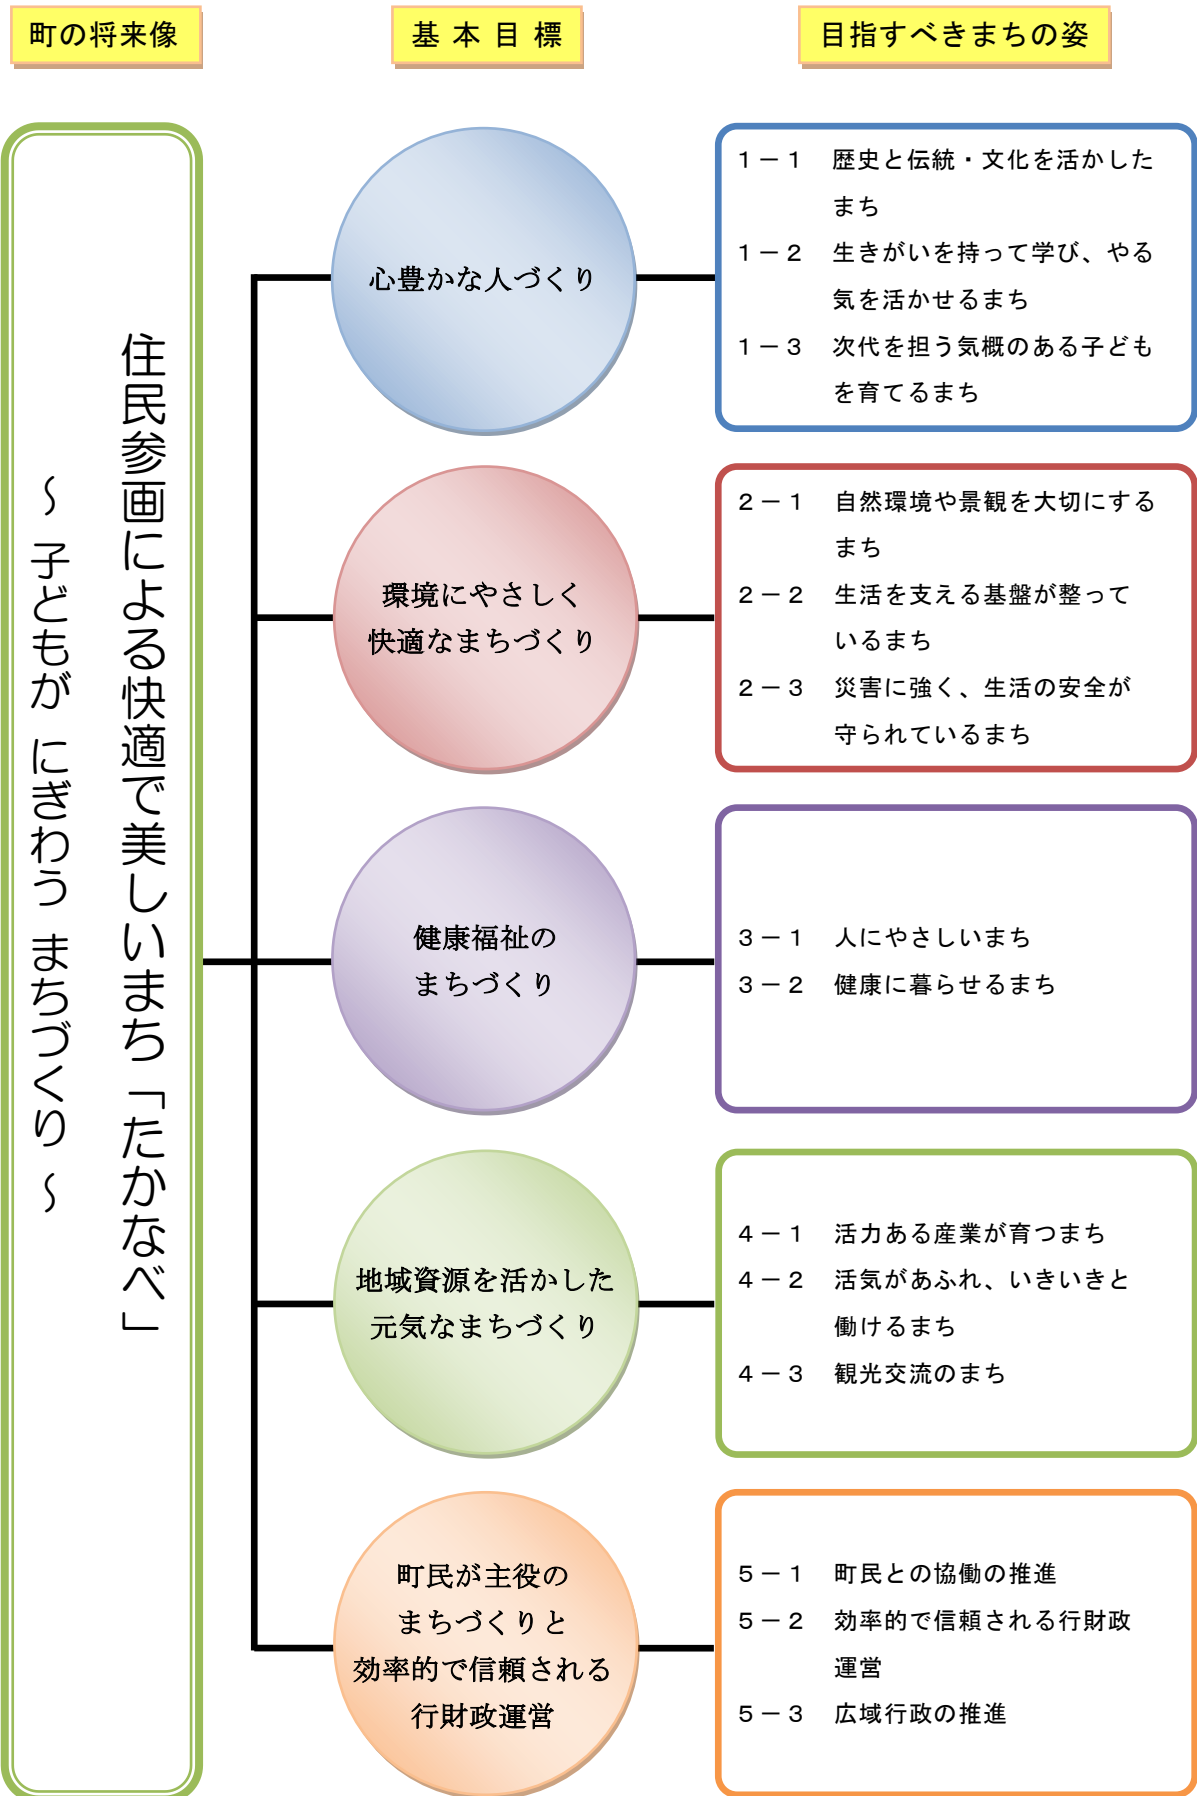 町の将来像
基本目標
目指すべきまちの姿
住民参画による快適で美しいまち「たかなべ」
～ 子どもが にぎわう まちづくり ～
心豊かな人づくり
1－1 歴史と伝統・文化を活かした
まち
1－2 生きがいを持って学び、やる
気を活かせるまち
1－3 次代を担う気概のある子ども
を育てるまち
環境にやさしく
快適なまちづくり
2－1 自然環境や景観を大切にする
まち
2－2 生活を支える基盤が整って
いるまち
2－3 災害に強く、生活の安全が
守られているまち
健康福祉の
まちづくり
3－1 人にやさしいまち
3－2 健康に暮らせるまち
地域資源を活かした
元気なまちづくり
4－1 活力ある産業が育つまち
4－2 活気があふれ、いきいきと
働けるまち
4－3 観光交流のまち
町民が主役の
まちづくりと
効率的で信頼される
行財政運営
5－1 町民との協働の推進
5－2 効率的で信頼される行財政
運営
5－3 広域行政の推進